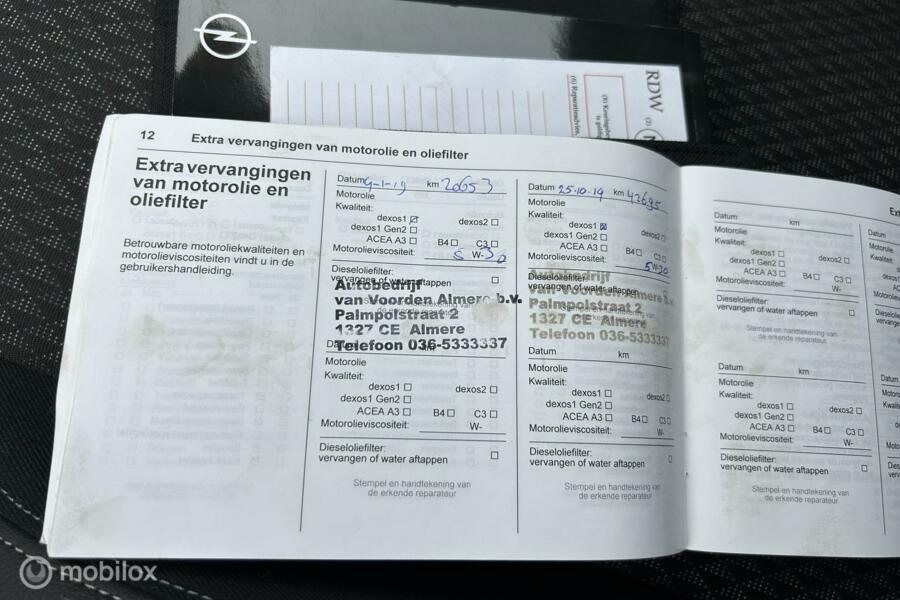 RDW
12 Extra vervangingen van motorolie en oliefilter
Extra vervangingen
van motorolie en
oliefilter
Betrouwbare motoroliekwaliteiten en
motorolieviscositeiten vindt u in de
gebruikershandleiding.
Datum 9-1-19 km 20653
Motorolie
Kwaliteit:
dexos1 dexos2
dexos1 Gen2
ACEA A3 B4 C3
Motorolieviscositeit: 5 W-30
Dieseloliefilter:
vervangen of water aftappen
Autobedrijf
van Voorden Almere b.v.
Palmpolstraat 2
1327 CE Almere
Telefoon 036-5333337
Datum
Motorolie
Kwaliteit:
dexos1 dexos2
dexos1 Gen2
ACEA A3 B4 C3
Motorolieviscositeit: W-
Dieseloliefilter:
vervangen of water aftappen
Stempel en handtekening van
de erkende reparateur
Datum 25-10-19 km 42695
Motorolie
Kwaliteit:
dexos1 dexos2
dexos1 Gen2
ACEA A3 B4 C3
Motorolieviscositeit: 5 W-30
Dieseloliefilter:
vervangen of water aftappen
Autobedrijf
van Voorden Almere b.v.
Palmpolstraat 2
1327 CE Almere
Telefoon 036-5333337
Datum km
Motorolie
Kwaliteit:
dexos1 dexos2
dexos1 Gen2
ACEA A3 B4 C3
Motorolieviscositeit: W-
Dieseloliefilter:
vervangen of water aftappen
Stempel en handtekening van
de erkende reparateur
Datum km
Motorolie
Kwaliteit:
dexos1 dexos2
dexos1 Gen2
ACEA A3 B4 C3
Motorolieviscositeit: W-
Dieseloliefilter:
vervangen of water aftappen
Stempel en handtekening van
de erkende reparateur
Datum km
Motorolie
Kwaliteit:
dexos1 dexos2
dexos1 Gen2
ACEA A3 B4 C3
Motorolieviscositeit: W-
Dieseloliefilter:
vervangen of water aftappen
Stempel en handtekening van
de erkende reparateur
Datum
Datum
mobilox